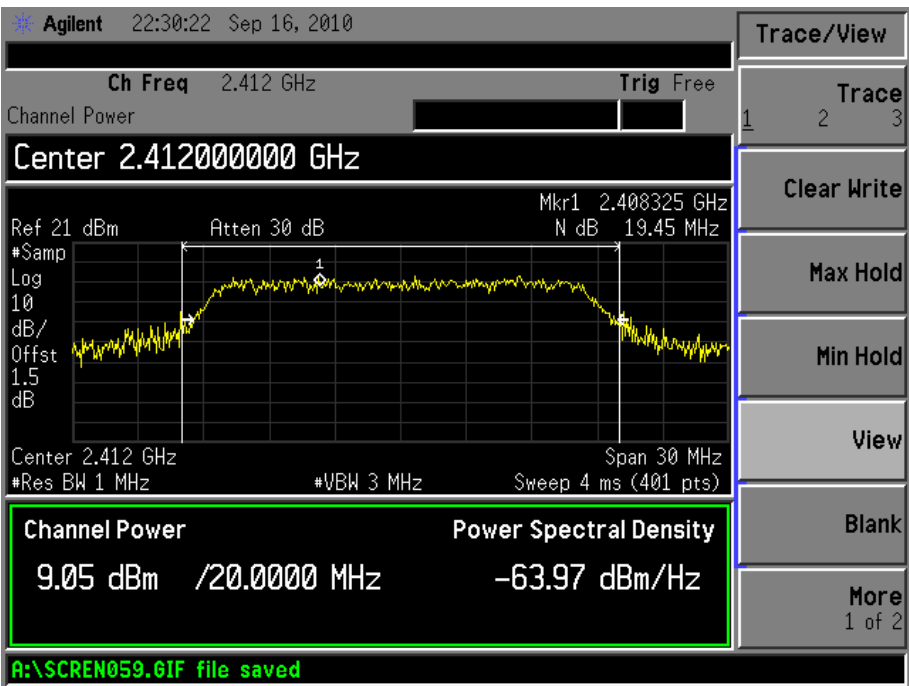 Agilent 22:30:22 Sep 16, 2010
Ch Freq 2.412 GHz Trig Free
Channel Power
Center 2.412000000 GHz
Mkr1 2.408325 GHz
Ref 21 dBm Atten 30 dB N dB 19.45 MHz
#Samp
Log
10
dB/
Offst
1.5
dB
1
Center 2.412 GHz Span 30 MHz
#Res BW 1 MHz #VBW 3 MHz Sweep 4 ms (401 pts)
Channel Power Power Spectral Density
9.05 dBm /20.0000 MHz -63.97 dBm/Hz
A:\SCREN059.GIF file saved
Trace/View
Trace
1 2 3
Clear Write
Max Hold
Min Hold
View
Blank
More
1 of 2